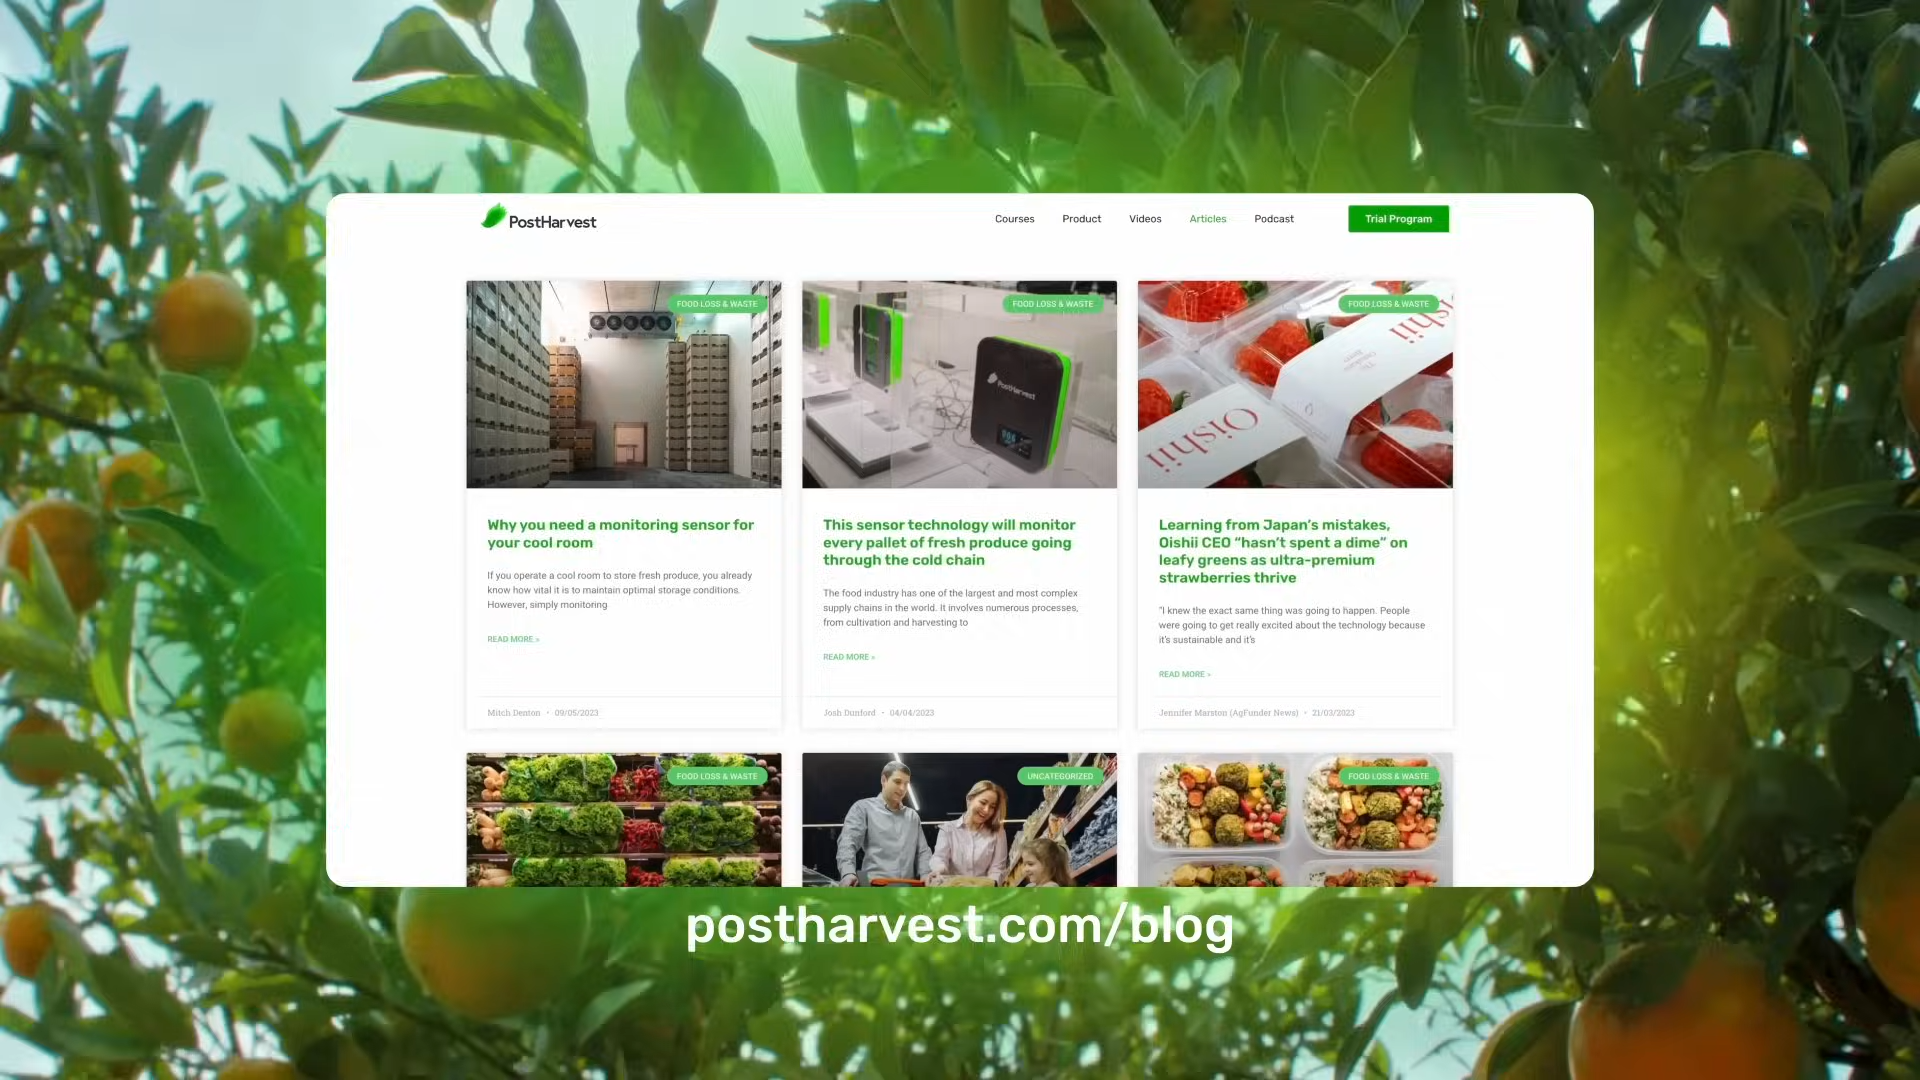 PostHarvest
Courses
Product
Videos
Articles
Podcast
Trial Program
FOOD LOSS & WASTE
Why you need a monitoring sensor for
your cool room
If you operate a cool room to store fresh produce, you already
know how vital it is to maintain optimal storage conditions.
However, simply monitoring
READ MORE »
Mitch Denton • 09/05/2023
FOOD LOSS & WASTE
PostHarvest
This sensor technology will monitor
every pallet of fresh produce going
through the cold chain
The food industry has one of the largest and most complex
supply chains in the world. It involves numerous processes,
from cultivation and harvesting to
READ MORE »
Josh Dunford • 04/04/2023
FOOD LOSS & WASTE
Oishii
Oishii
Learning from Japan’s mistakes,
Oishii CEO “hasn’t spent a dime” on
leafy greens as ultra-premium
strawberries thrive
"I knew the exact same thing was going to happen. People
were going to get really excited about the technology because
it’s sustainable and it’s
READ MORE »
Jennifer Marston (AgFunder News) • 21/03/2023
FOOD LOSS & WASTE
UNCATEGORIZED
FOOD LOSS & WASTE
postharvest.com/blog